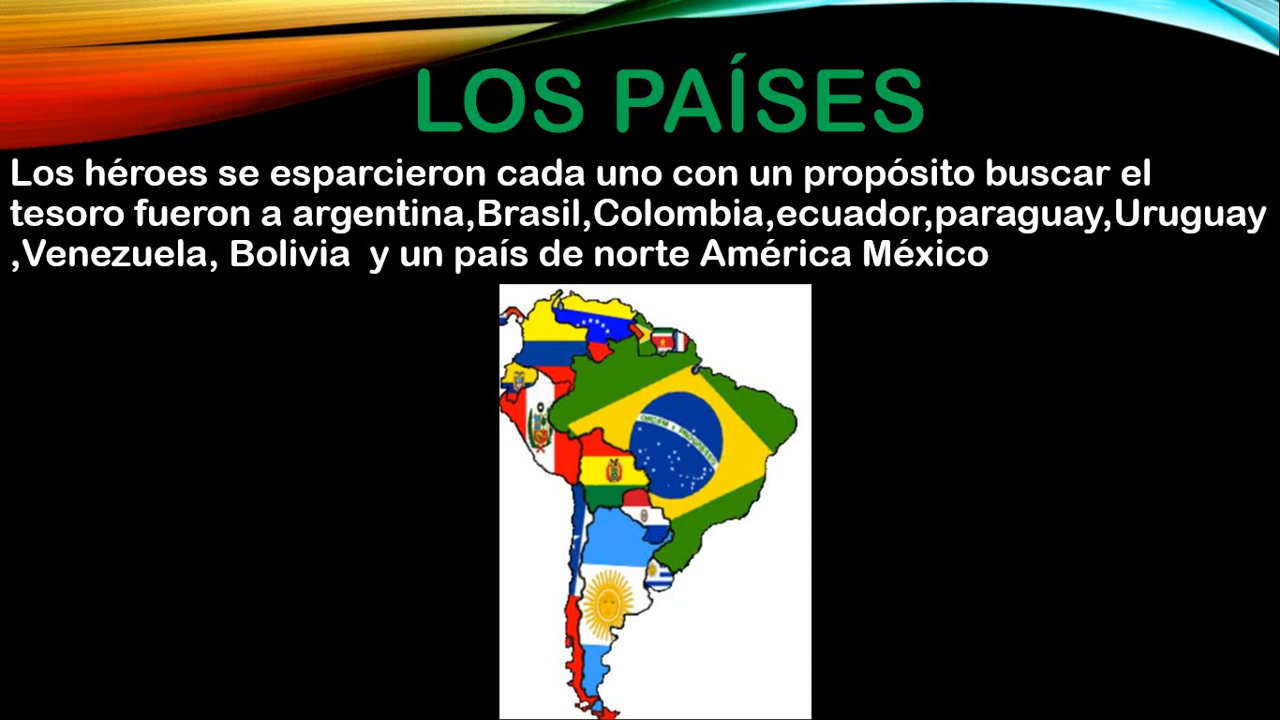 LOS PAÍSES
Los héroes se esparcieron cada uno con un propósito buscar el
tesoro fueron a argentina,Brasil,Colombia,ecuador,paraguay,Uruguay
,Venezuela, Bolivia  y un país de norte América México